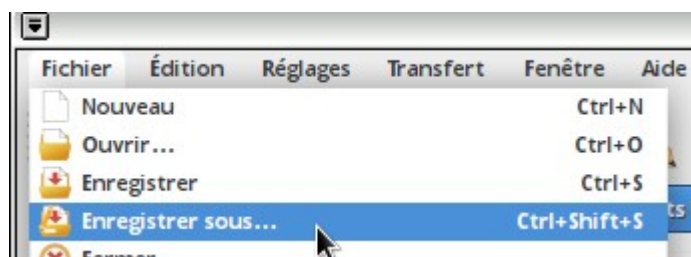 Fichier Édition Réglages Transfert Fenêtre Aide
Nouveau Ctrl+N
Ouvrir... Ctrl+O
Enregistrer Ctrl+S
Enregistrer sous... Ctrl+Shift+S